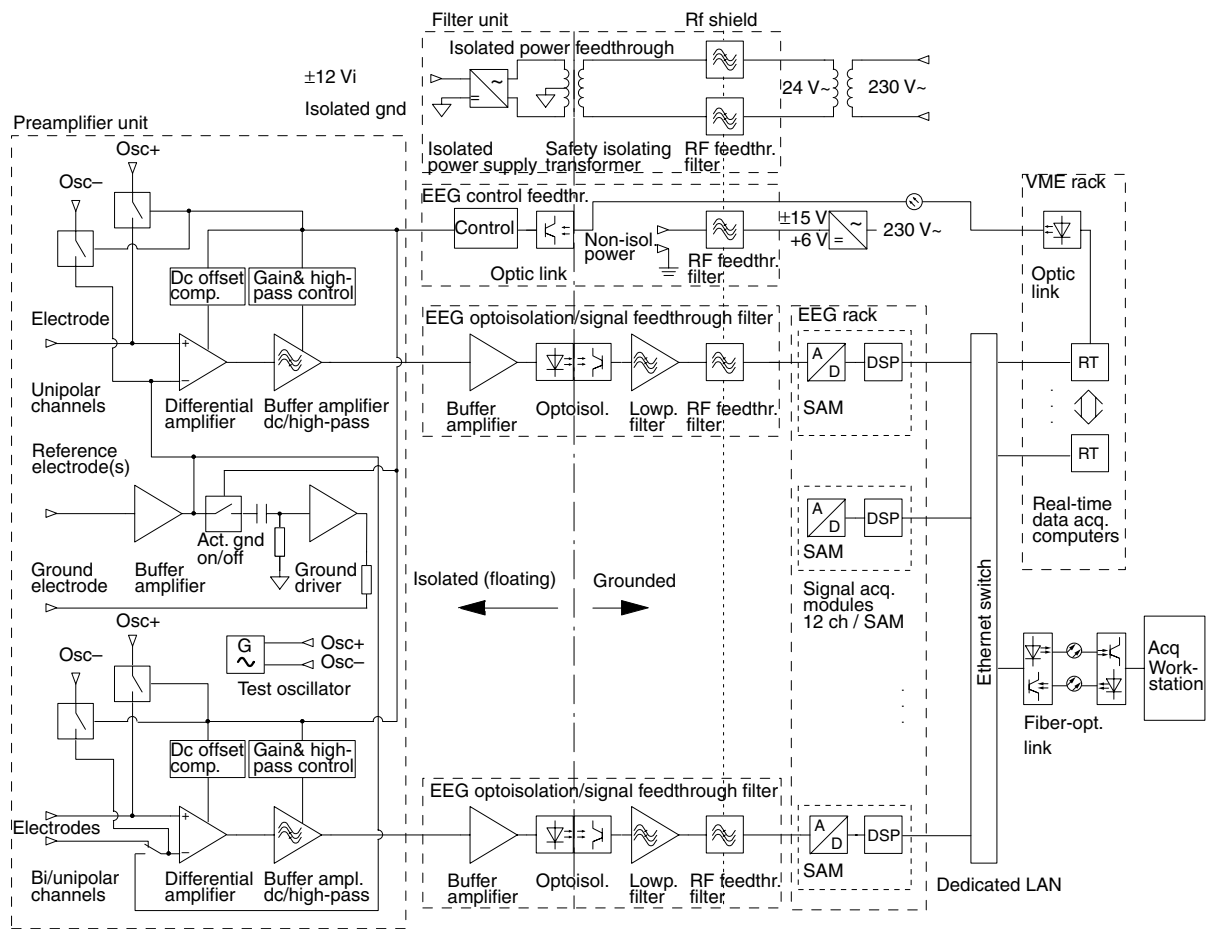 Filter unit
Rf shield
Isolated power feedthrough
±12 Vi
Isolated gnd
~
=
24 V~
230 V~
Isolated
power supply
Safety isolating
transformer
RF feedthr.
filter
Preamplifier unit
Osc+
Osc–
EEG control feedthr.
Control
Optic link
Non-isol.
power
RF feedthr.
filter
±15 V
+6 V
~
=
230 V~
VME rack
Optic
link
Dc offset
comp.
Gain& high-
pass control
Electrode
+
–
Unipolar
channels
Differential
amplifier
Buffer amplifier
dc/high-pass
EEG optoisolation/signal feedthrough filter
Buffer
amplifier
Optoisol.
Lowp.
filter
RF feedthr.
filter
EEG rack
A
D
DSP
SAM
RT
RT
Real-time
data acq.
computers
Reference
electrode(s)
Act. gnd
on/off
Ground
electrode
Buffer
amplifier
Ground
driver
Isolated (floating)
Grounded
A
D
DSP
SAM
Signal acq.
modules
12 ch / SAM
Ethernet switch
Osc+
Osc–
G
Osc+
Osc–
Test oscillator
Acq
Work-
station
Fiber-opt.
link
Dc offset
comp.
Gain& high-
pass control
Electrodes
+
–
Bi/unipolar
channels
Differential
amplifier
Buffer ampl.
dc/high-pass
EEG optoisolation/signal feedthrough filter
Buffer
amplifier
Optoisol.
Lowp.
filter
RF feedthr.
filter
A
D
DSP
SAM
Dedicated LAN